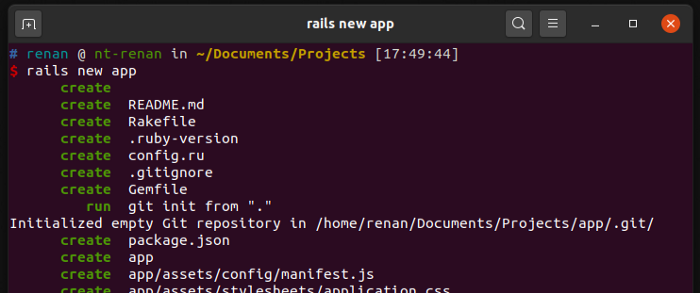 rails new app
# renan @ nt-renan in ~/Documents/Projects [17:49:44]
$ rails new app
create
create README.md
create Rakefile
create .ruby-version
create config.ru
create .gitignore
create Gemfile
run git init from "."
Initialized empty Git repository in /home/renan/Documents/Projects/app/.git/
create package.json
create app
create app/assets/config/manifest.js
create app/assets/stylesheets/application.css